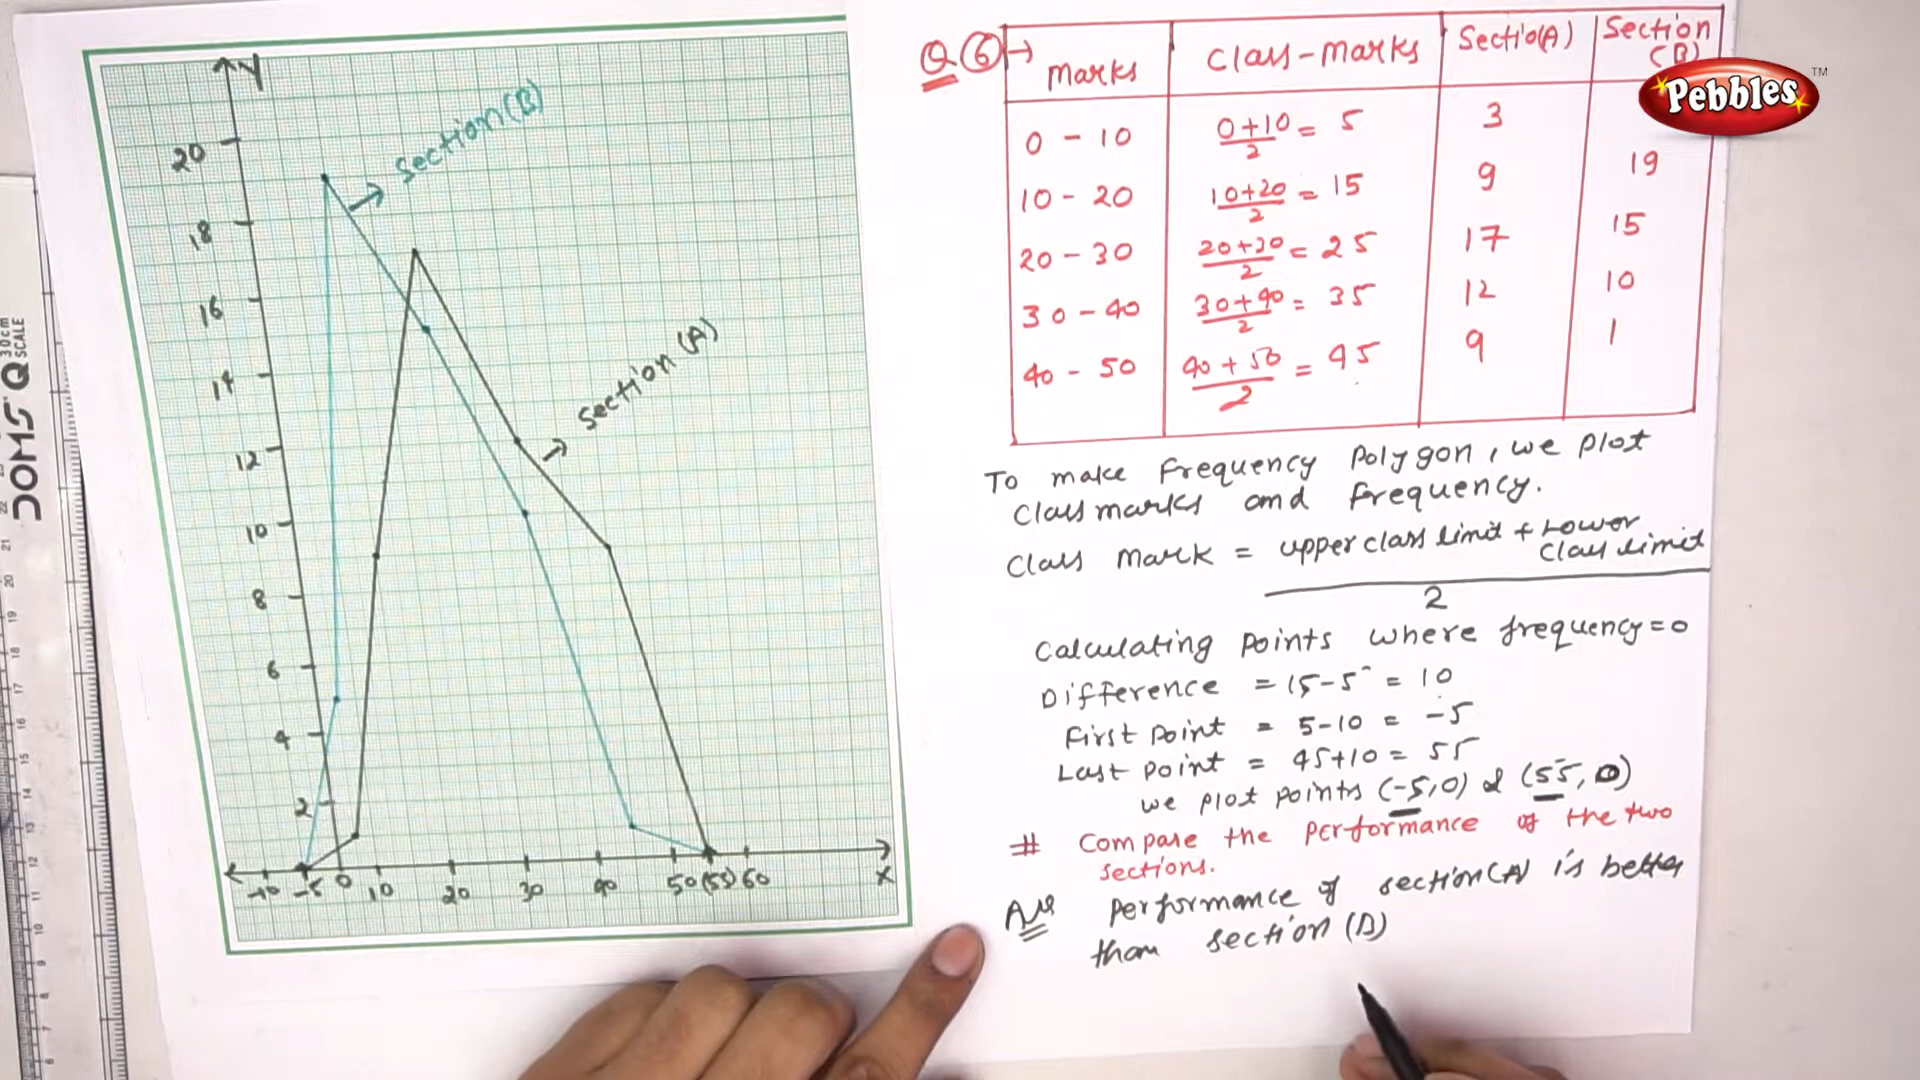 Q 6 → Marks Class-marks Sectio(A) Section (B)
Pebbles TM
0 - 10 0+10/2 = 5 3
10 - 20 10+20/2 = 15 9 19
20 - 30 20+30/2 = 25 17 15
30 - 40 30+40/2 = 35 12 10
40 - 50 40+50/2 = 45 9 1
To make frequency polygon, we plot
Class marks and frequency.
Class Mark = upper class limit + Lower class limit
2
Calculating points where frequency = 0
Difference = 15-5 = 10
First point = 5-10 = -5
Last point = 45+10 = 55
we plot points (-5,0) & (55,0)
# Compare the performance of the two
sections.
Ans performance of section(A) is better
than section (B)
Y
20
18
16
14
12
10
8
6
4
2
section(B)
section (A)
-10 -5 0 10 20 30 40 50 (55) 60 X
DOMS Q 30cm SCALE